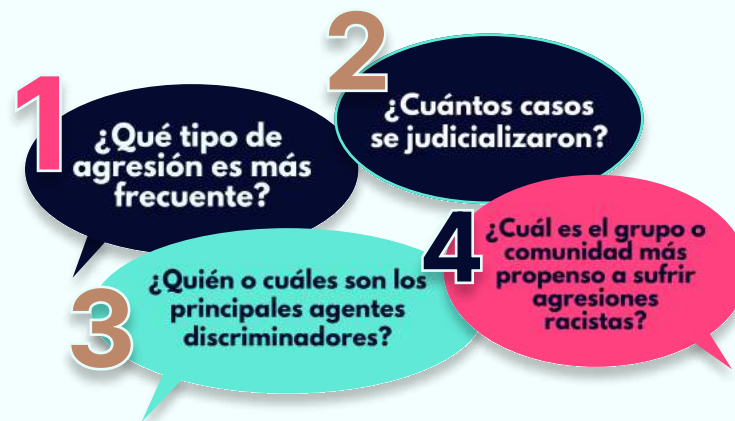 1
¿Qué tipo de
agresión es más
frecuente?
2
¿Cuántos casos
se judicializaron?
3
¿Quién o cuáles son los
principales agentes
discriminadores?
4
¿Cuál es el grupo o
comunidad más
propenso a sufrir
agresiones
racistas?